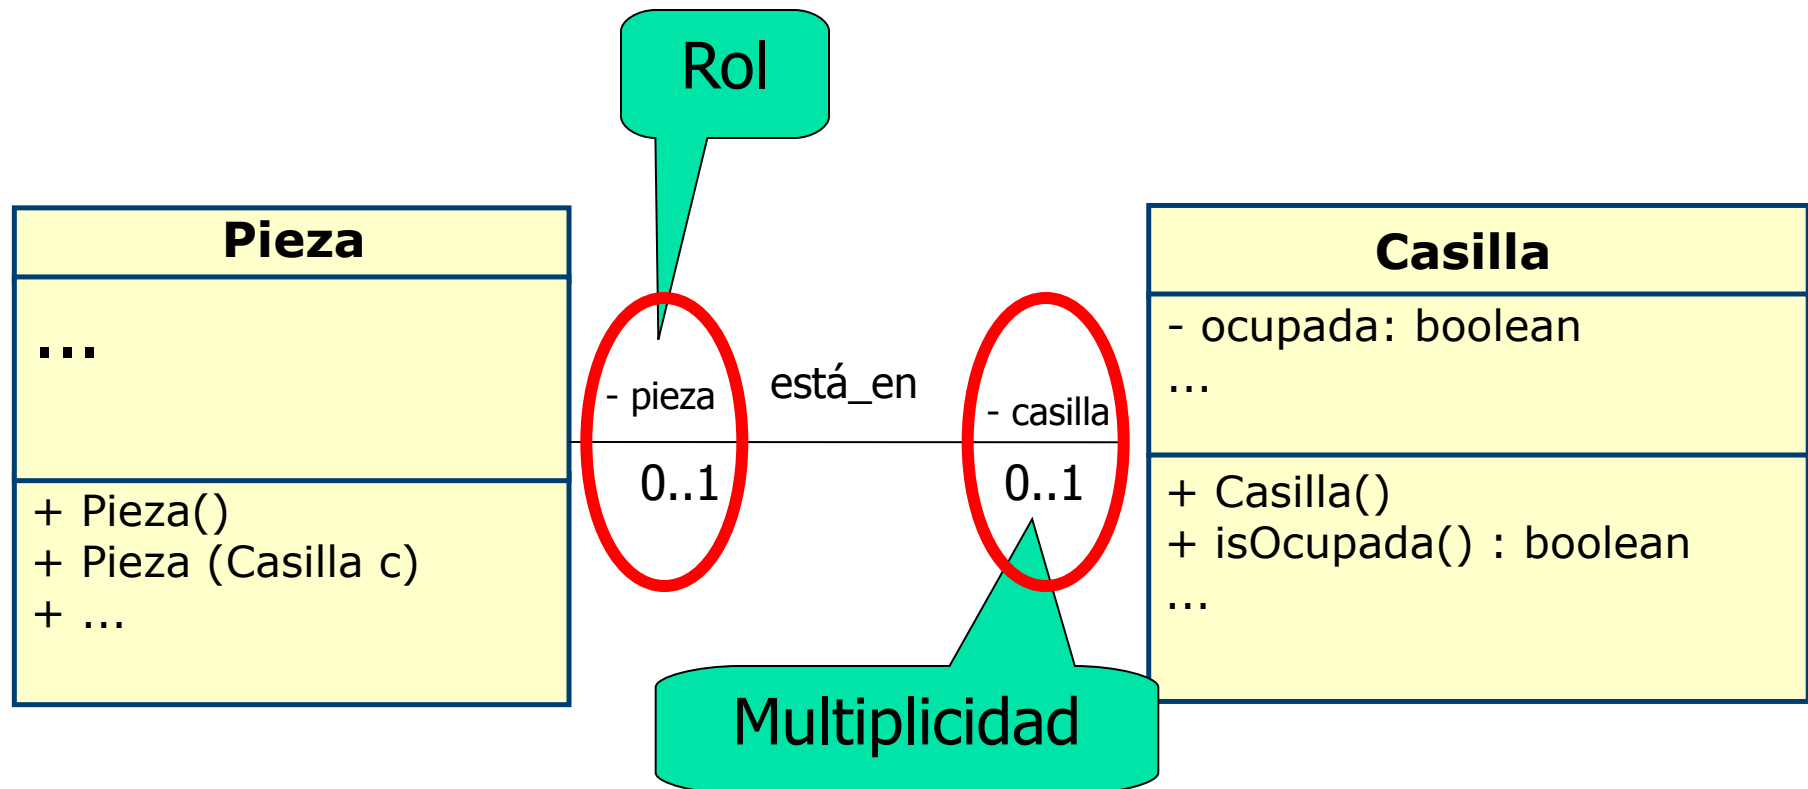 Rol
Pieza
...
+ Pieza()
+ Pieza (Casilla c)
+ ...
- pieza
0..1
está_en
- casilla
0..1
Casilla
- ocupada: boolean
...
+ Casilla()
+ isOcupada() : boolean
...
Multiplicidad